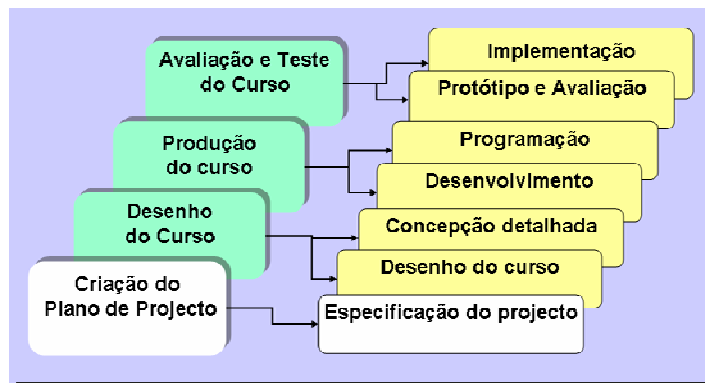 Avaliação e Teste
do Curso
Implementação
Protótipo e Avaliação
Produção
do curso
Programação
Desenvolvimento
Desenho
do Curso
Concepção detalhada
Desenho do curso
Criação do
Plano de Projecto
Especificação do projecto